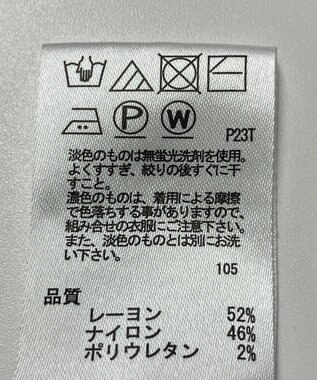 P W P23T
淡色のものは無蛍光洗剤を使用。
よくすすぎ、絞りの後すぐに干
すこと。
濃色のものは、着用による摩擦
で色落ちする事がありますので、
組み合せの衣服にご注意下さい。
また、淡色のものとは別にお洗
い下さい。
105
品質
レーヨン 52%
ナイロン 46%
ポリウレタン 2%